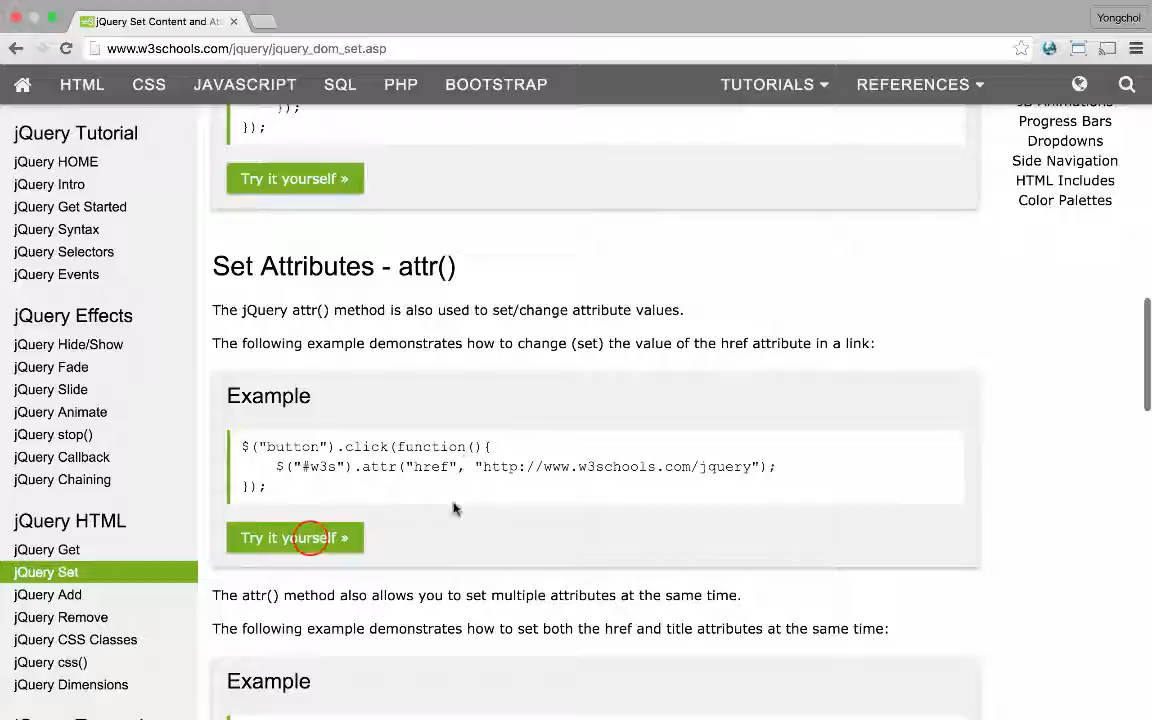 jQuery Set Content and Att
Yongchol
www.w3schools.com/jquery/jquery_dom_set.asp
HTML CSS JAVASCRIPT SQL PHP BOOTSTRAP TUTORIALS REFERENCES
jQuery Tutorial
jQuery HOME
jQuery Intro
jQuery Get Started
jQuery Syntax
jQuery Selectors
jQuery Events
jQuery Effects
jQuery Hide/Show
jQuery Fade
jQuery Slide
jQuery Animate
jQuery stop()
jQuery Callback
jQuery Chaining
jQuery HTML
jQuery Get
jQuery Set
jQuery Add
jQuery Remove
jQuery CSS Classes
jQuery css()
jQuery Dimensions
});
});
Try it yourself »
Set Attributes - attr()
The jQuery attr() method is also used to set/change attribute values.
The following example demonstrates how to change (set) the value of the href attribute in a link:
Example
$("button").click(function(){
$("#w3s").attr("href", "http://www.w3schools.com/jquery");
});
Try it yourself »
The attr() method also allows you to set multiple attributes at the same time.
The following example demonstrates how to set both the href and title attributes at the same time:
Example
Animations
Progress Bars
Dropdowns
Side Navigation
HTML Includes
Color Palettes